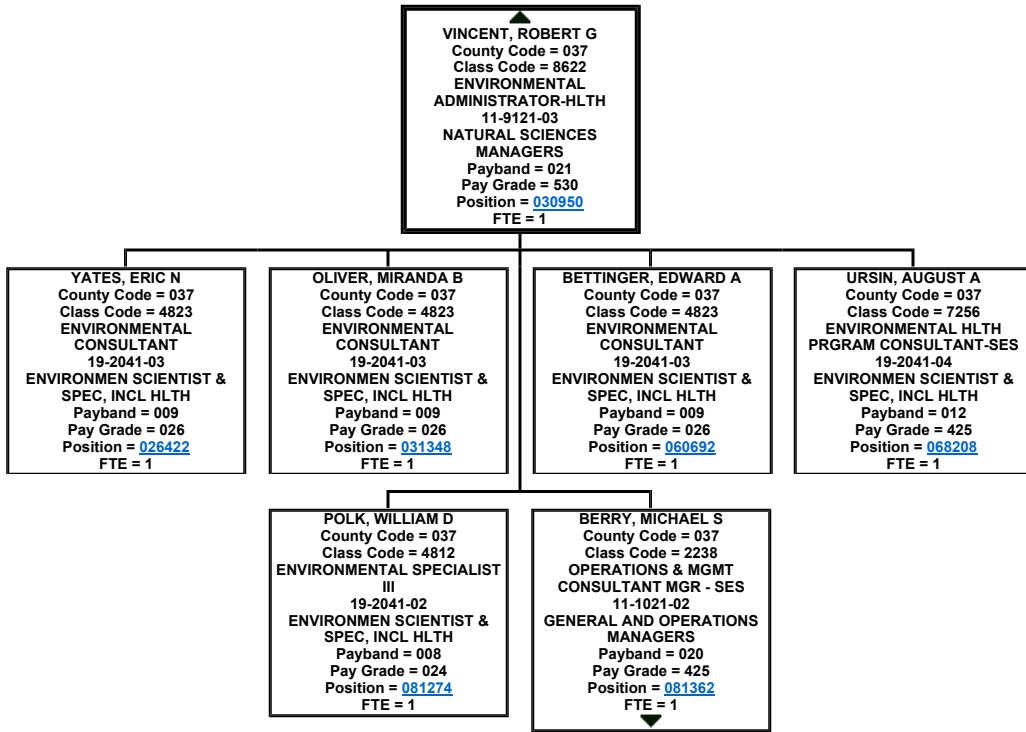 VINCENT, ROBERT G
County Code = 037
Class Code = 8622
ENVIRONMENTAL
ADMINISTRATOR-HLTH
11-9121-03
NATURAL SCIENCES
MANAGERS
Payband = 021
Pay Grade = 530
Position = 030950
FTE = 1
YATES, ERIC N
County Code = 037
Class Code = 4823
ENVIRONMENTAL
CONSULTANT
19-2041-03
ENVIRONMEN SCIENTIST &
SPEC, INCL HLTH
Payband = 009
Pay Grade = 026
Position = 026422
FTE = 1
OLIVER, MIRANDA B
County Code = 037
Class Code = 4823
ENVIRONMENTAL
CONSULTANT
19-2041-03
ENVIRONMEN SCIENTIST &
SPEC, INCL HLTH
Payband = 009
Pay Grade = 026
Position = 031348
FTE = 1
BETTINGER, EDWARD A
County Code = 037
Class Code = 4823
ENVIRONMENTAL
CONSULTANT
19-2041-03
ENVIRONMEN SCIENTIST &
SPEC, INCL HLTH
Payband = 009
Pay Grade = 026
Position = 060692
FTE = 1
URSIN, AUGUST A
County Code = 037
Class Code = 7256
ENVIRONMENTAL HLTH
PRGRAM CONSULTANT-SES
19-2041-04
ENVIRONMEN SCIENTIST &
SPEC, INCL HLTH
Payband = 012
Pay Grade = 425
Position = 068208
FTE = 1
POLK, WILLIAM D
County Code = 037
Class Code = 4812
ENVIRONMENTAL SPECIALIST
III
19-2041-02
ENVIRONMEN SCIENTIST &
SPEC, INCL HLTH
Payband = 008
Pay Grade = 024
Position = 081274
FTE = 1
BERRY, MICHAEL S
County Code = 037
Class Code = 2238
OPERATIONS & MGMT
CONSULTANT MGR - SES
11-1021-02
GENERAL AND OPERATIONS
MANAGERS
Payband = 020
Pay Grade = 425
Position = 081362
FTE = 1